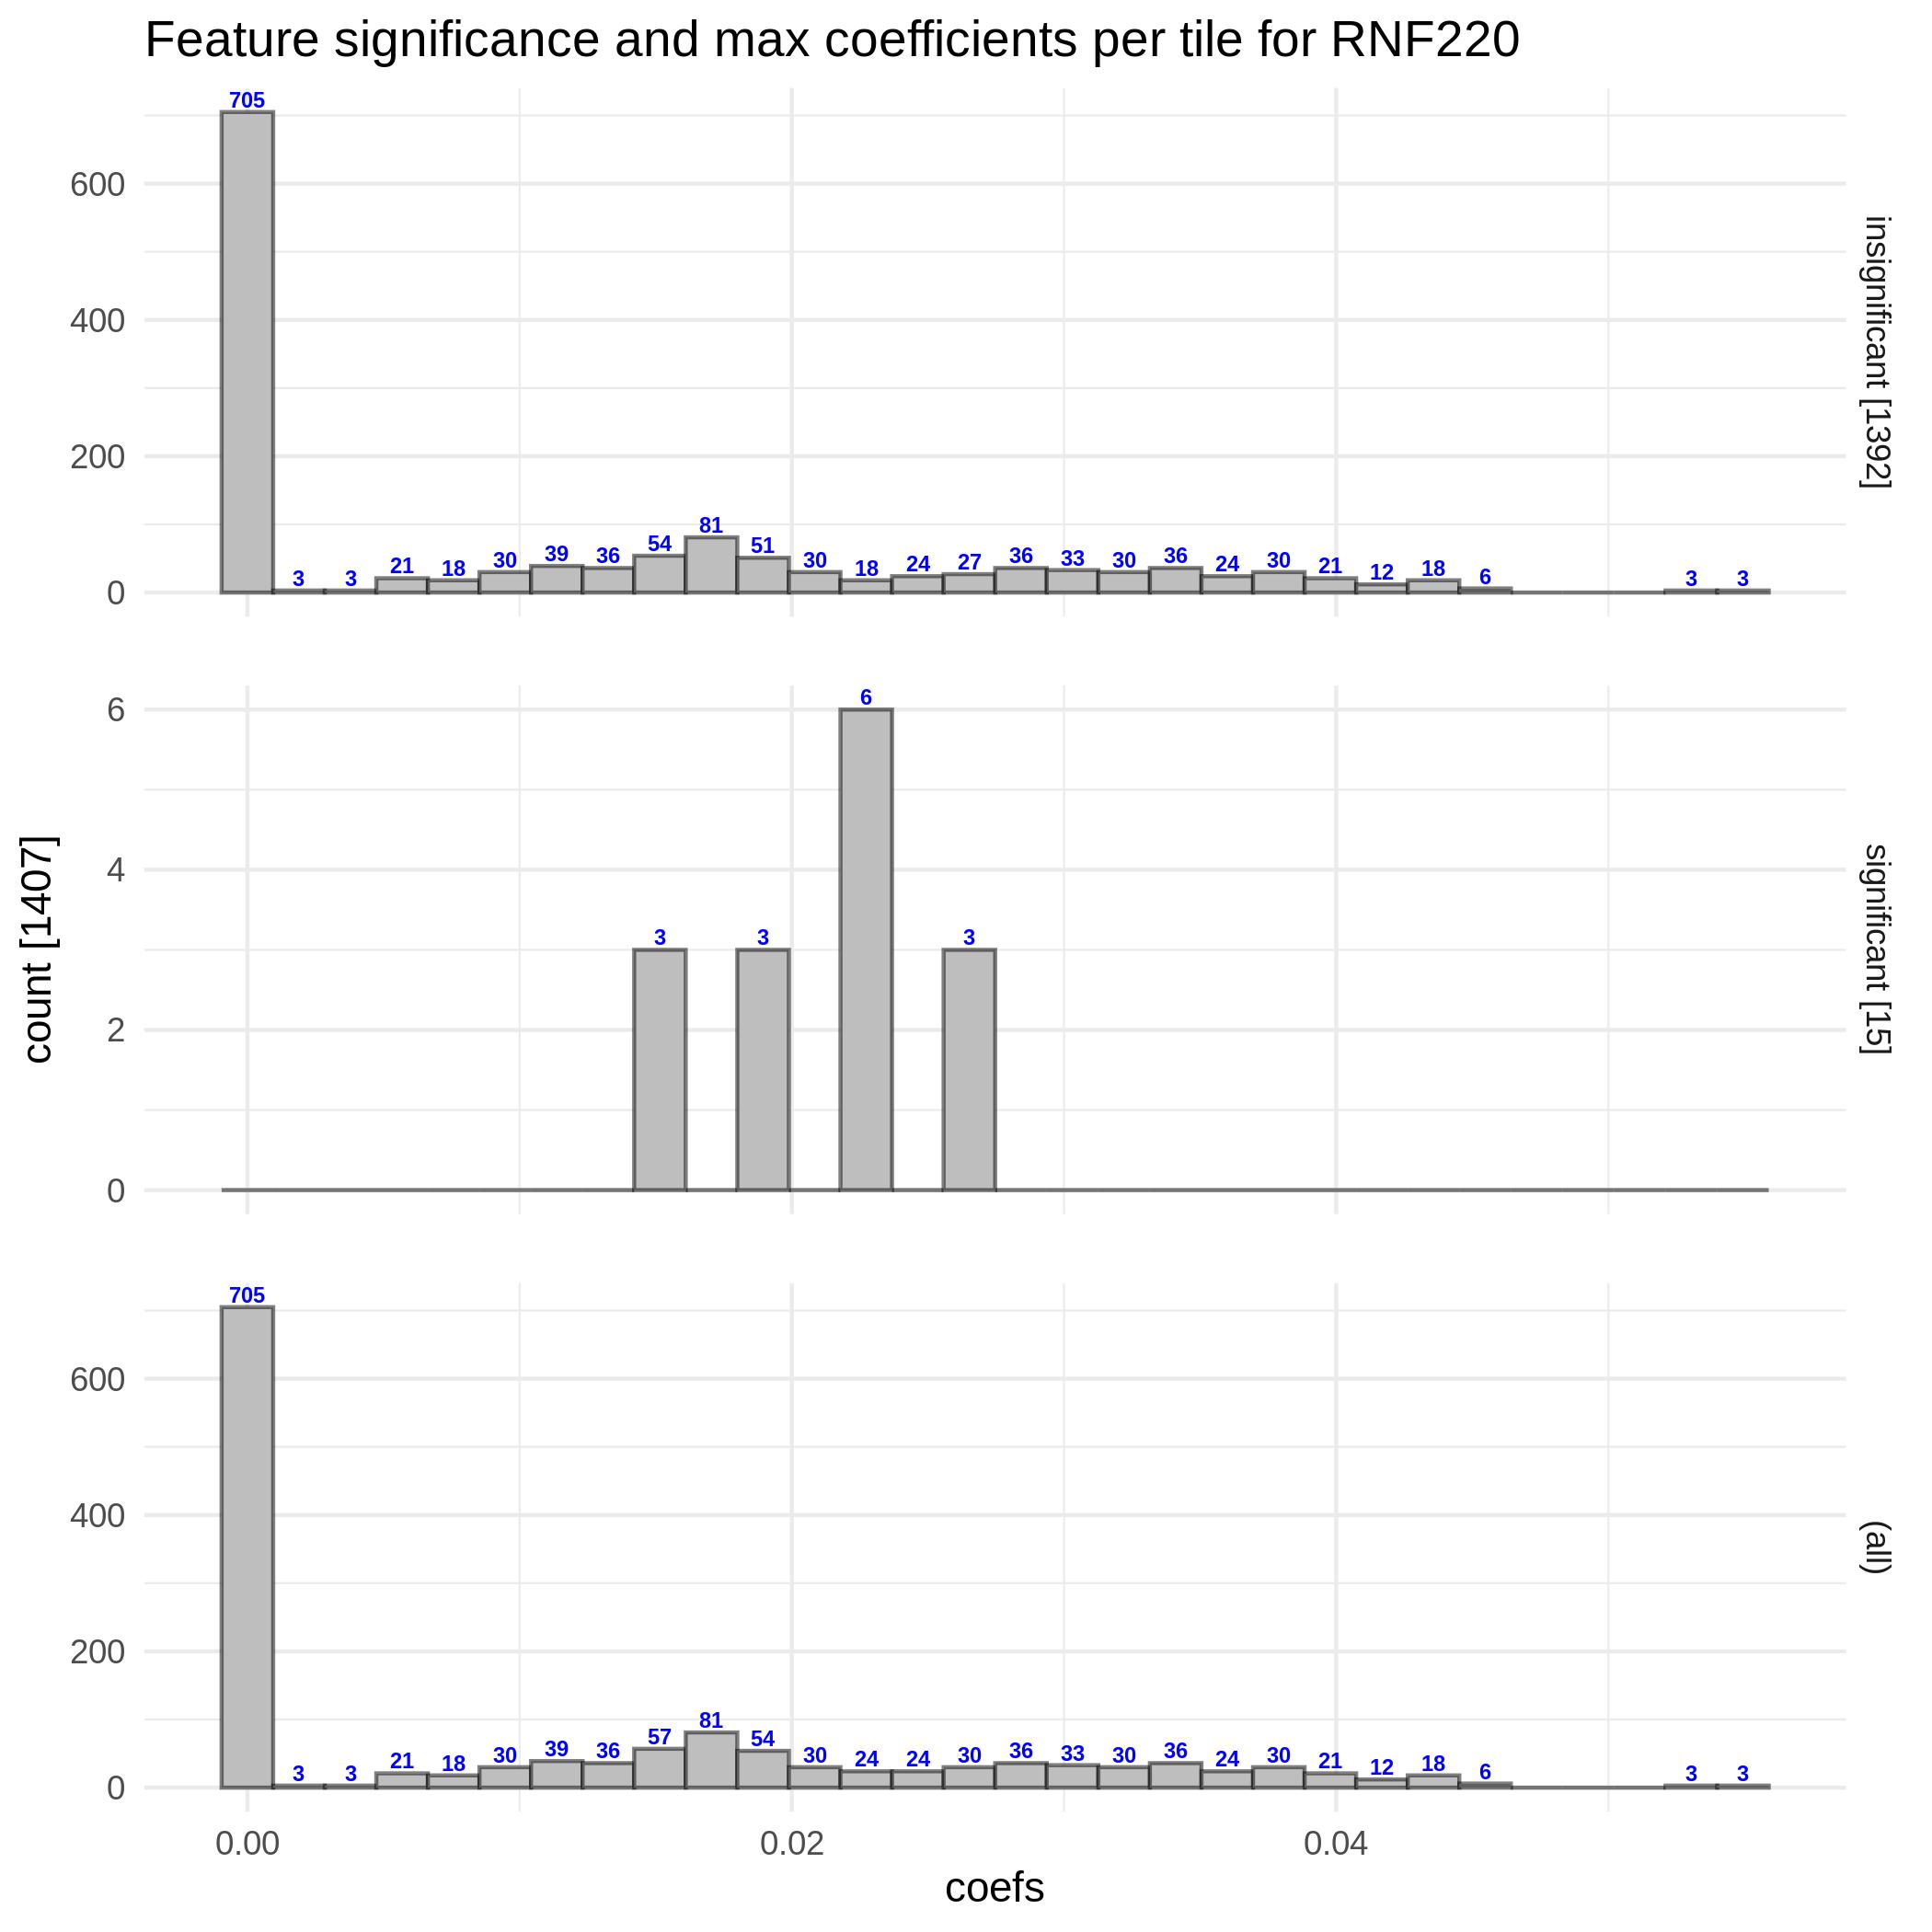 Feature significance and max coefficients per tile for RNF220
count [1407]
705 3 3 21 18 30 39 36 54 81 51 30 18 24 27 36 33 30 36 24 30 21 12 18 6 3 3
600
400
200
0
insignificant [1392]
3 3 6 3
6
4
2
0
significant [15]
705 3 3 21 18 30 39 36 57 81 54 30 24 24 30 36 33 30 36 24 30 21 12 18 6 3 3
600
400
200
0
(all)
0.00 0.02 0.04
coefs